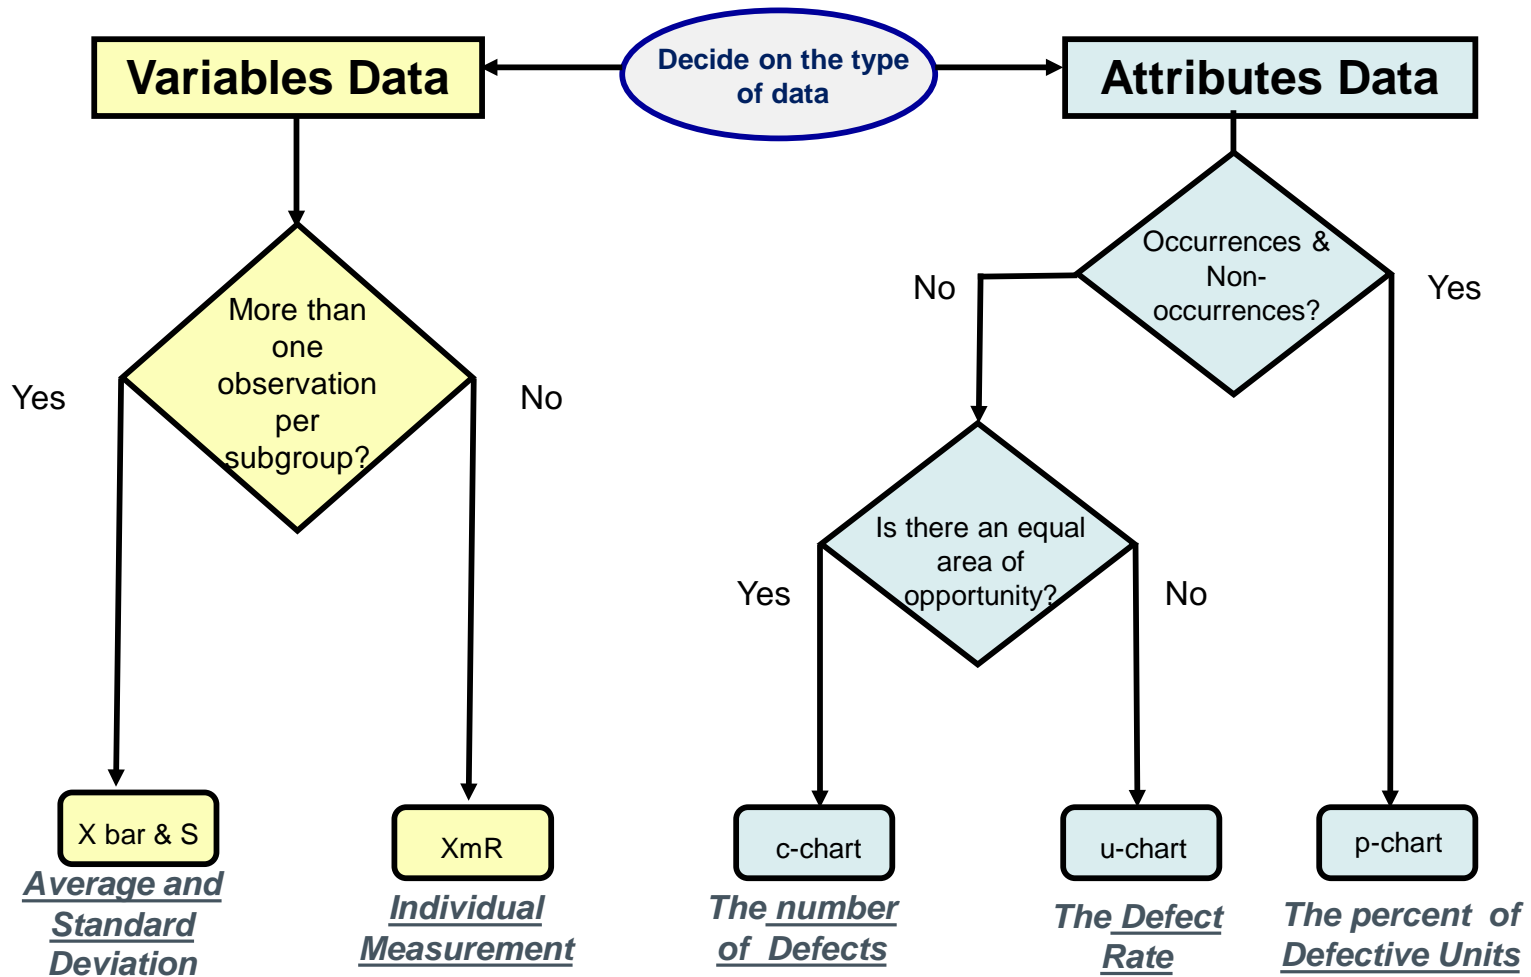 Decide on the type
of data
Variables Data
Attributes Data
More than
one
observation
per
subgroup?
Yes
No
Occurrences &
Non-
occurrences?
No
Yes
Is there an equal
area of
opportunity?
Yes
No
X bar & S
Average and
Standard
Deviation
XmR
Individual
Measurement
c-chart
The number
of Defects
u-chart
The Defect
Rate
p-chart
The percent of
Defective Units